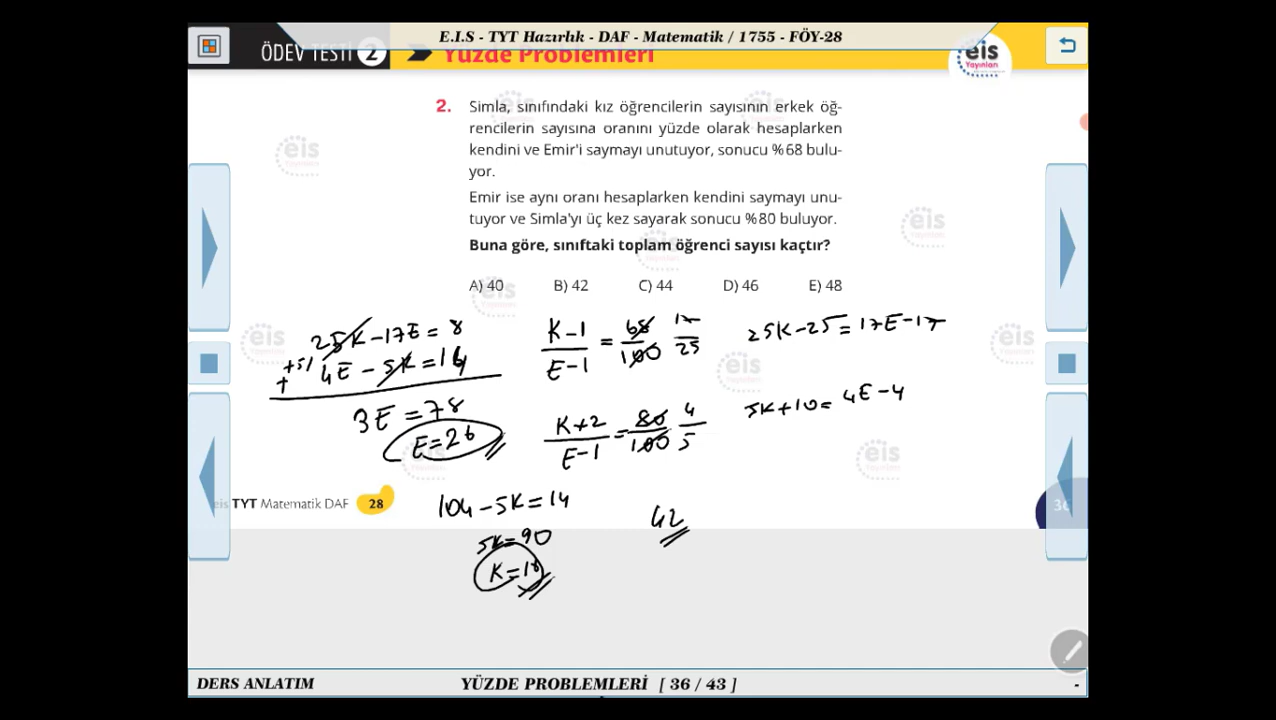 E.I.S - TYT Hazırlık - DAF - Matematik / 1755 - FÖY-28
ÖDEV TESTİ 2 Yüzde Problemleri
eis Yayınları
2. Simla, sınıfındaki kız öğrencilerin sayısının erkek öğ-
rencilerin sayısına oranını yüzde olarak hesaplarken
kendini ve Emir'i saymayı unutuyor, sonucu %68 bulu-
yor.
Emir ise aynı oranı hesaplarken kendini saymayı unu-
tuyor ve Simla'yı üç kez sayarak sonucu %80 buluyor.
Buna göre, sınıftaki toplam öğrenci sayısı kaçtır?
A) 40 B) 42 C) 44 D) 46 E) 48
25K-17E=8
+5/ 4E-5K=14
+
3E=78
E=26
K-1/E-1 = 68/100 17/25
25K-25=17E-17
K+2/E-1 = 80/100 4/5
5K+10=4E-4
eis TYT Matematik DAF 28
36
104-5K=14
5K=90
K=18
42
DERS ANLATIM YÜZDE PROBLEMLERİ [ 36 / 43 ] -